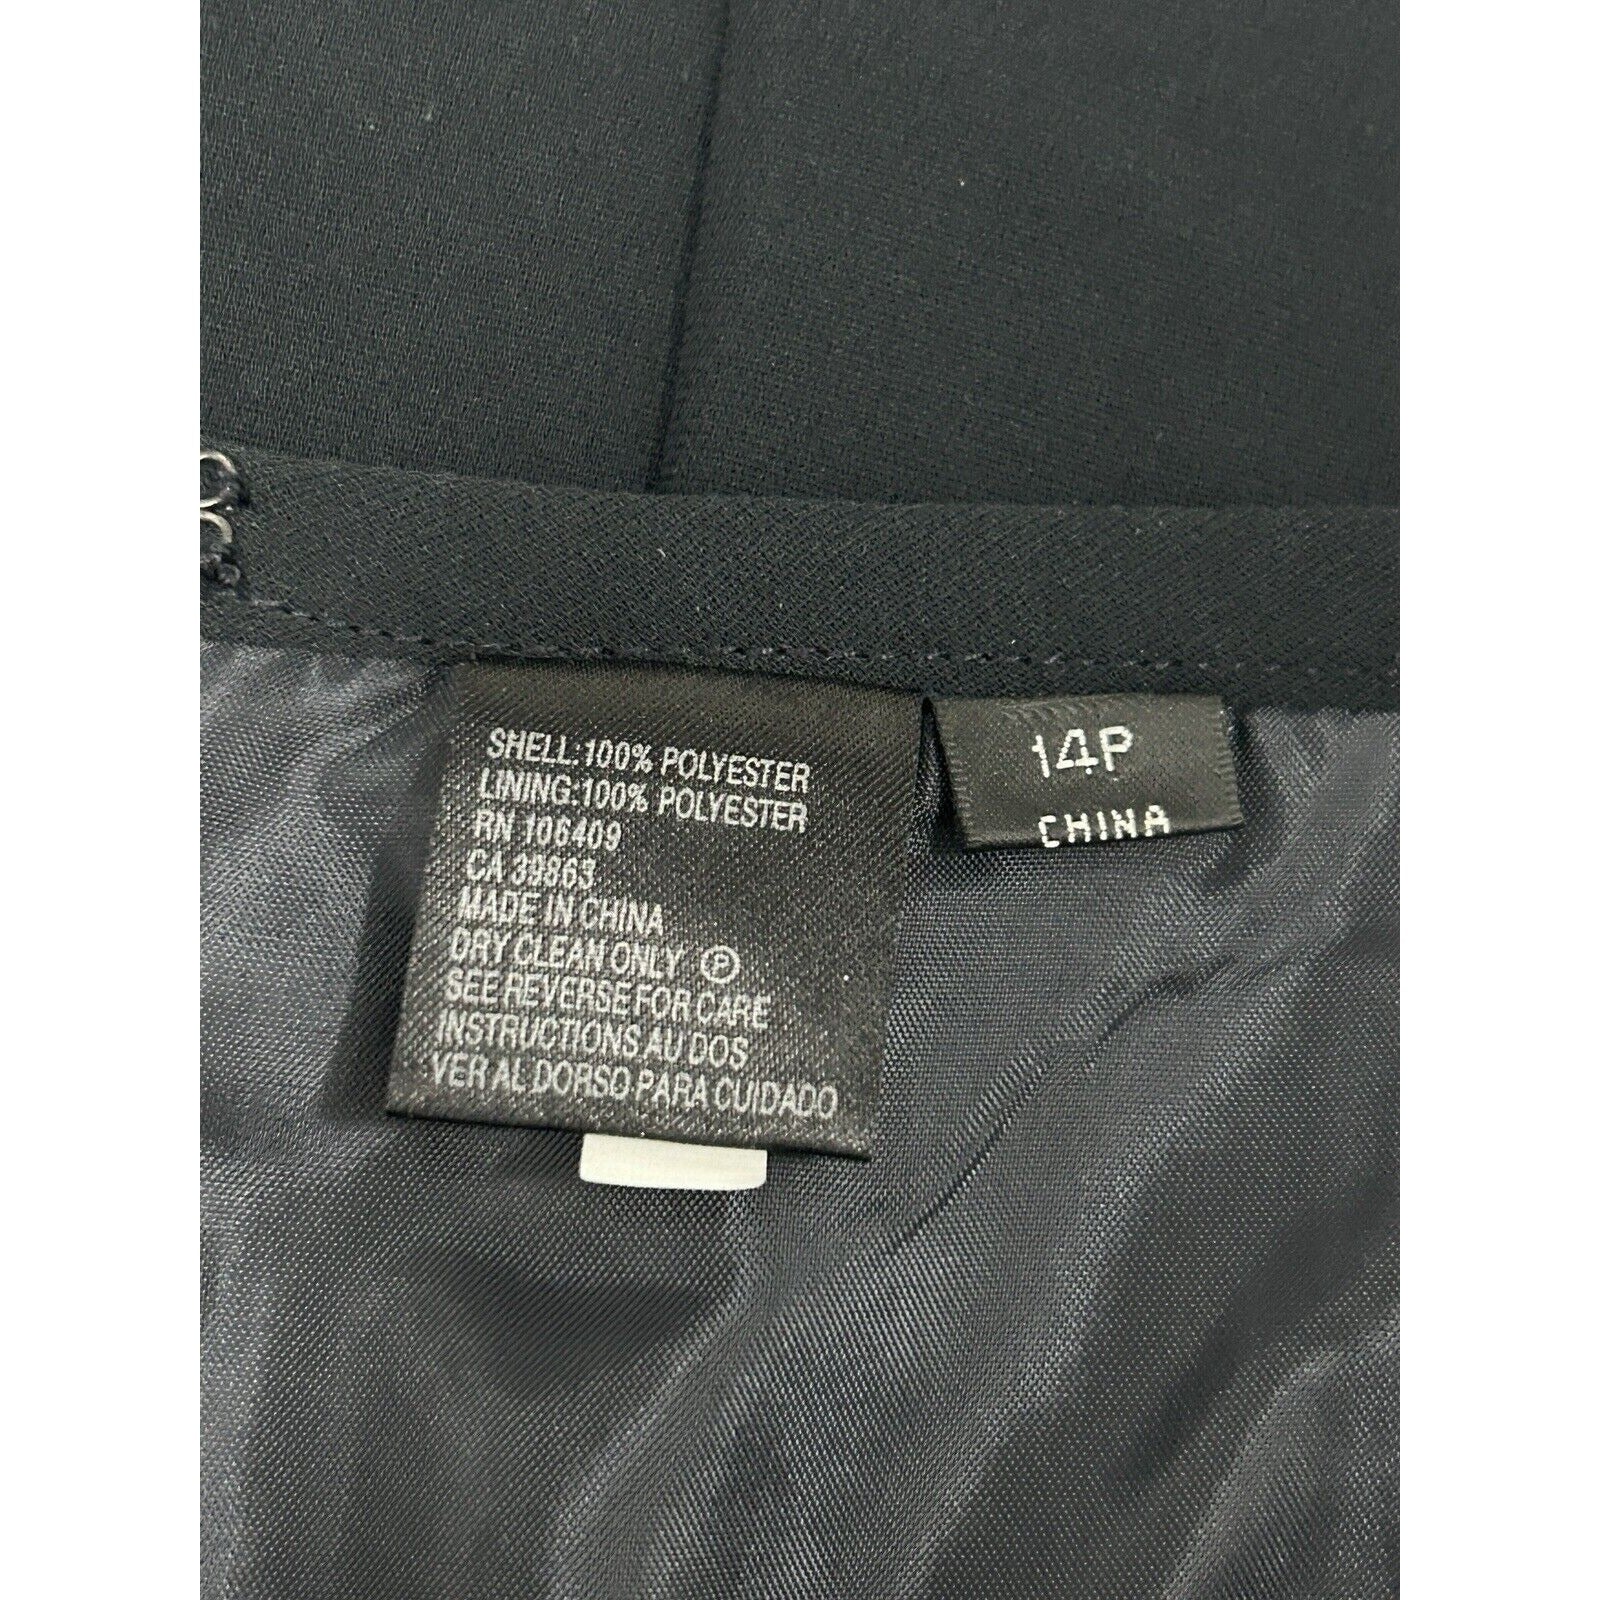 SHELL:100% POLYESTER
LINING:100% POLYESTER
RN 106409
CA 39863
MADE IN CHINA
DRY CLEAN ONLY Ⓟ
SEE REVERSE FOR CARE
INSTRUCTIONS AU DOS
VER AL DORSO PARA CUIDADO
14P
CHINA